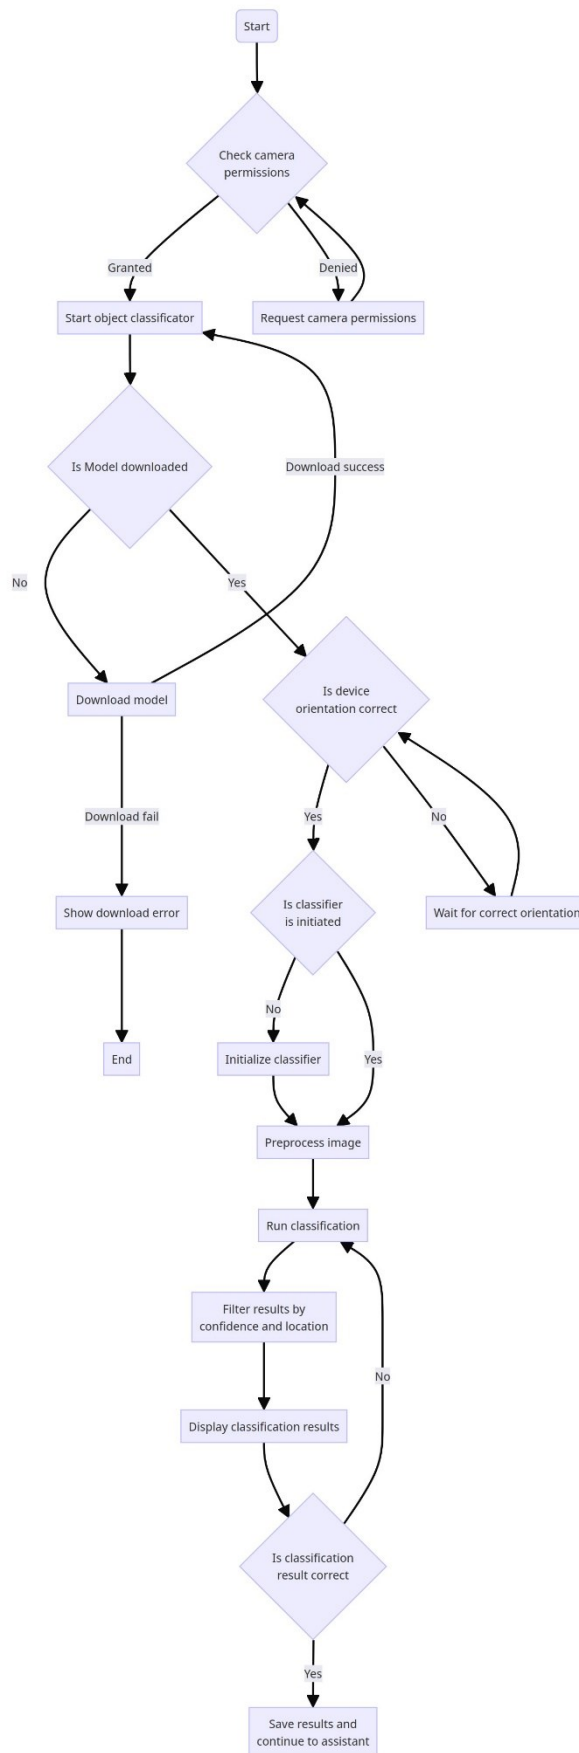 Start
Check camera
permissions
Granted
Denied
Start object classificator
Request camera permissions
Is Model downloaded
Download success
No
Yes
Download model
Is device
orientation correct
Download fail
Yes
No
Show download error
Is classifier
is initiated
Wait for correct orientation
No
End
Initialize classifier
Yes
Preprocess image
Run classification
Filter results by
confidence and location
No
Display classification results
Is classification
result correct
Yes
Save results and
continue to assistant